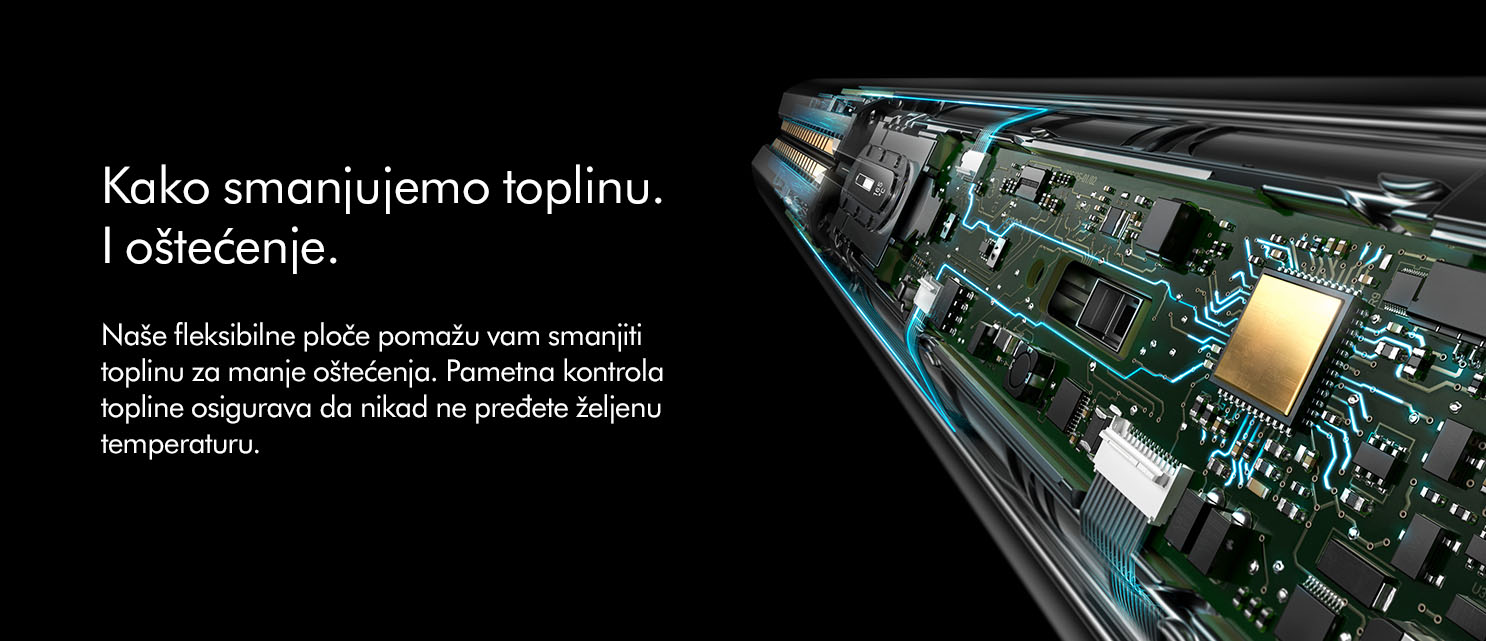 Kako smanjujemo toplinu.
I oštećenje.
Naše fleksibilne ploče pomažu vam smanjiti
toplinu za manje oštećenja. Pametna kontrola
topline osigurava da nikad ne pređete željenu
temperaturu.
165
°C